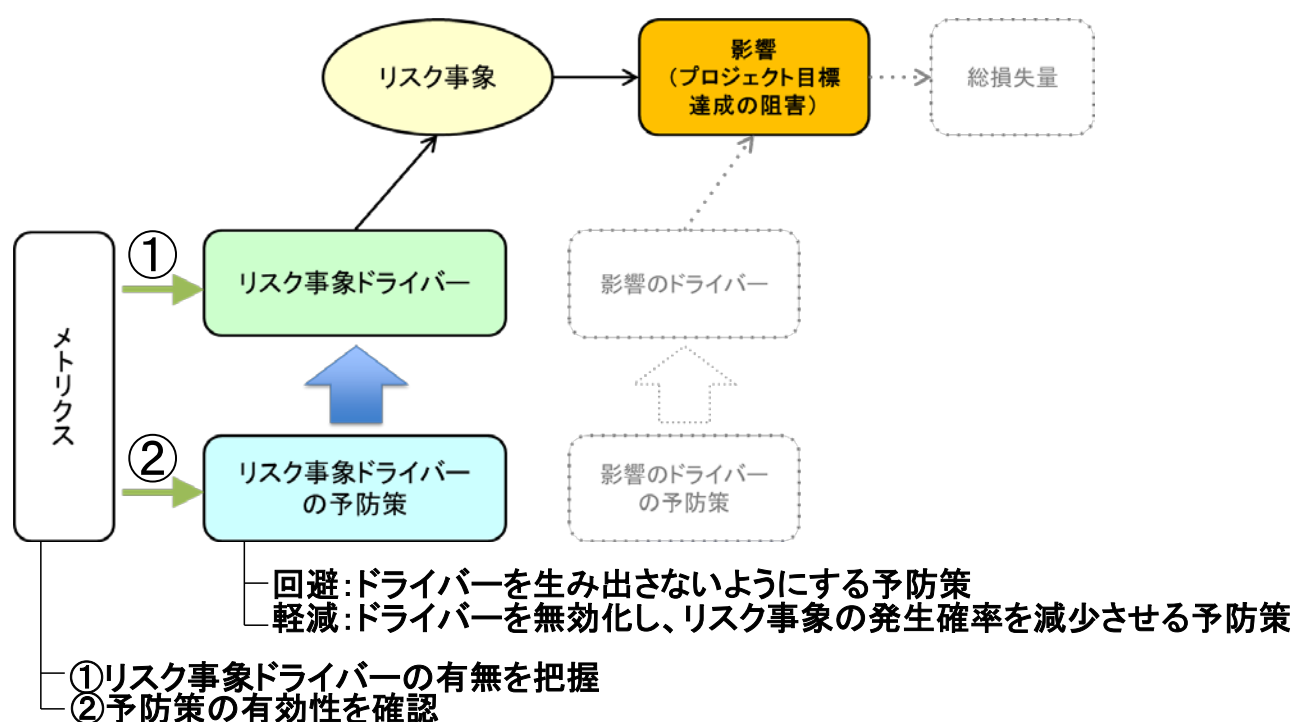 リスク事象
影響
（プロジェクト目標
達成の阻害）
総損失量
①
リスク事象ドライバー
影響のドライバー
メトリクス
②
リスク事象ドライバー
の予防策
影響のドライバー
の予防策
回避：ドライバーを生み出さないようにする予防策
軽減：ドライバーを無効化し、リスク事象の発生確率を減少させる予防策
①リスク事象ドライバーの有無を把握
②予防策の有効性を確認